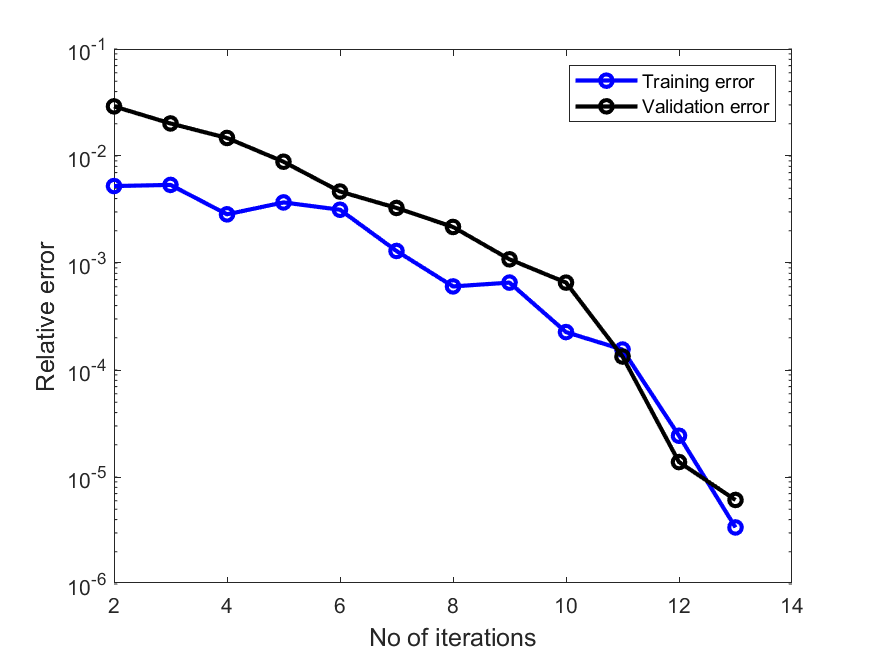 10-1
10-2
10-3
10-4
10-5
10-6
Relative error
Training error
Validation error
2 4 6 8 10 12 14
No of iterations